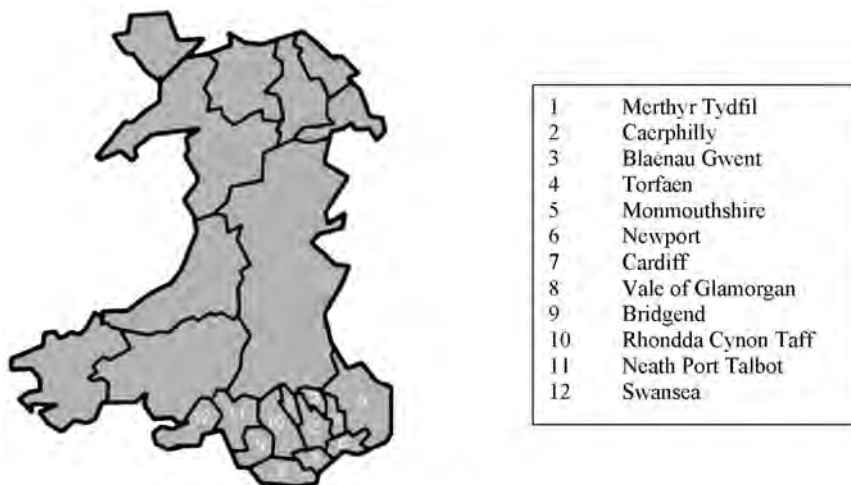 1 Merthyr Tydfil
2 Caerphilly
3 Blaenau Gwent
4 Torfaen
5 Monmouthshire
6 Newport
7 Cardiff
8 Vale of Glamorgan
9 Bridgend
10 Rhondda Cynon Taff
11 Neath Port Talbot
12 Swansea